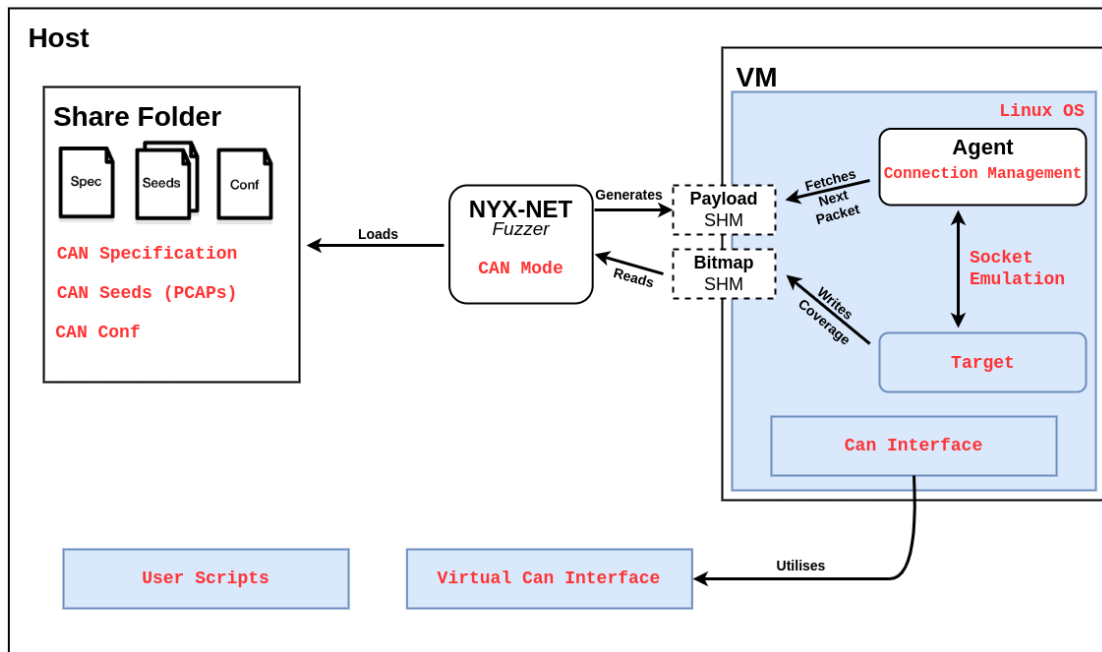 Host
Share Folder
Spec
Seeds
Conf
CAN Specification
CAN Seeds (PCAPs)
CAN Conf
Loads
NYX-NET
Fuzzer
CAN Mode
Generates
Reads
Payload
SHM
Bitmap
SHM
VM
Linux OS
Agent
Connection Management
Fetches
Next
Packet
Socket
Emulation
Writes
Coverage
Target
Can Interface
User Scripts
Virtual Can Interface
Utilises